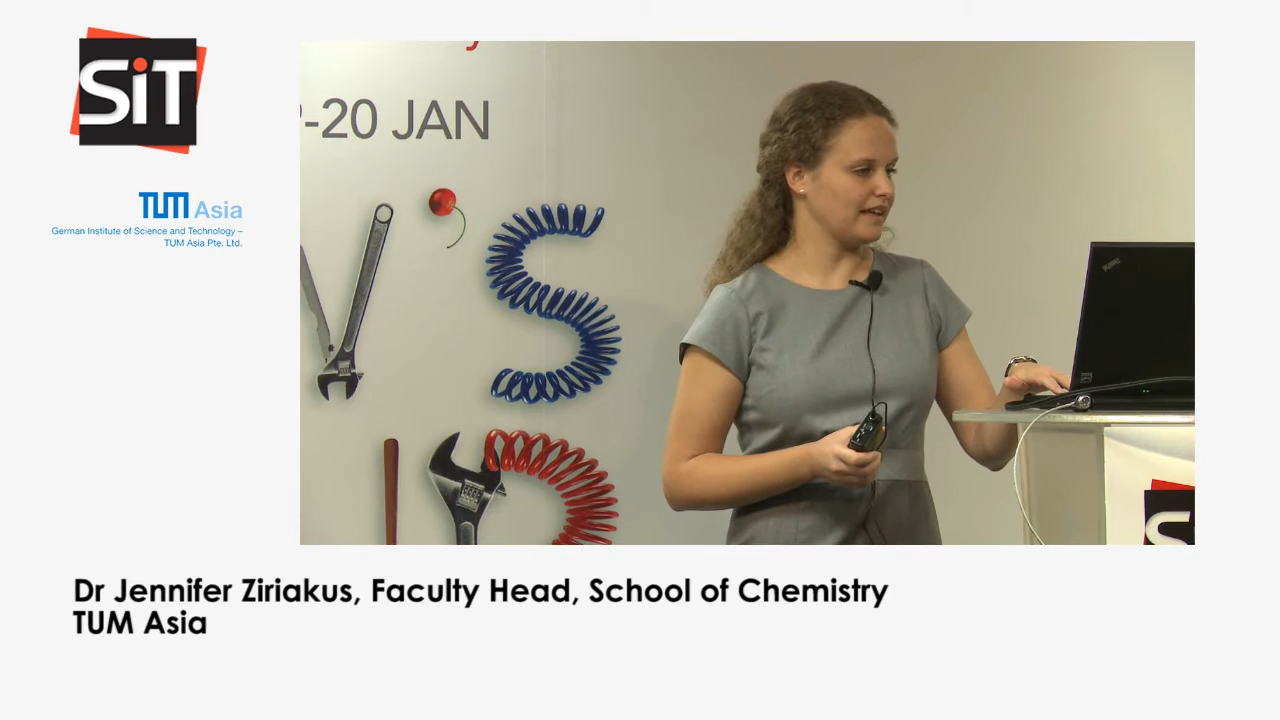 SiT
TUM Asia
German Institute of Science and Technology –
TUM Asia Pte. Ltd.
-20 JAN
'S
Dr Jennifer Ziriakus, Faculty Head, School of Chemistry
TUM Asia